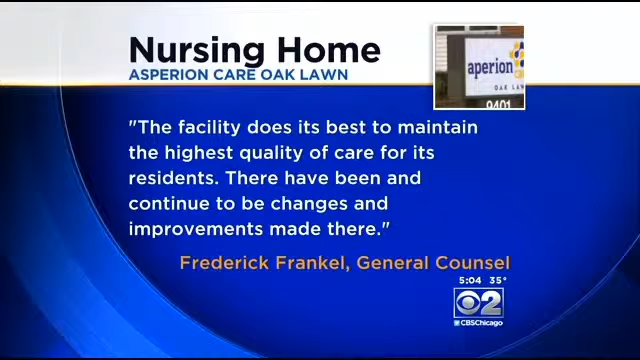 Nursing Home
ASPERION CARE OAK LAWN
aperion
CARE
OAK LAWN
9401
"The facility does its best to maintain
the highest quality of care for its
residents. There have been and
continue to be changes and
improvements made there."
Frederick Frankel, General Counsel
5:04 35°
2
CBSChicago